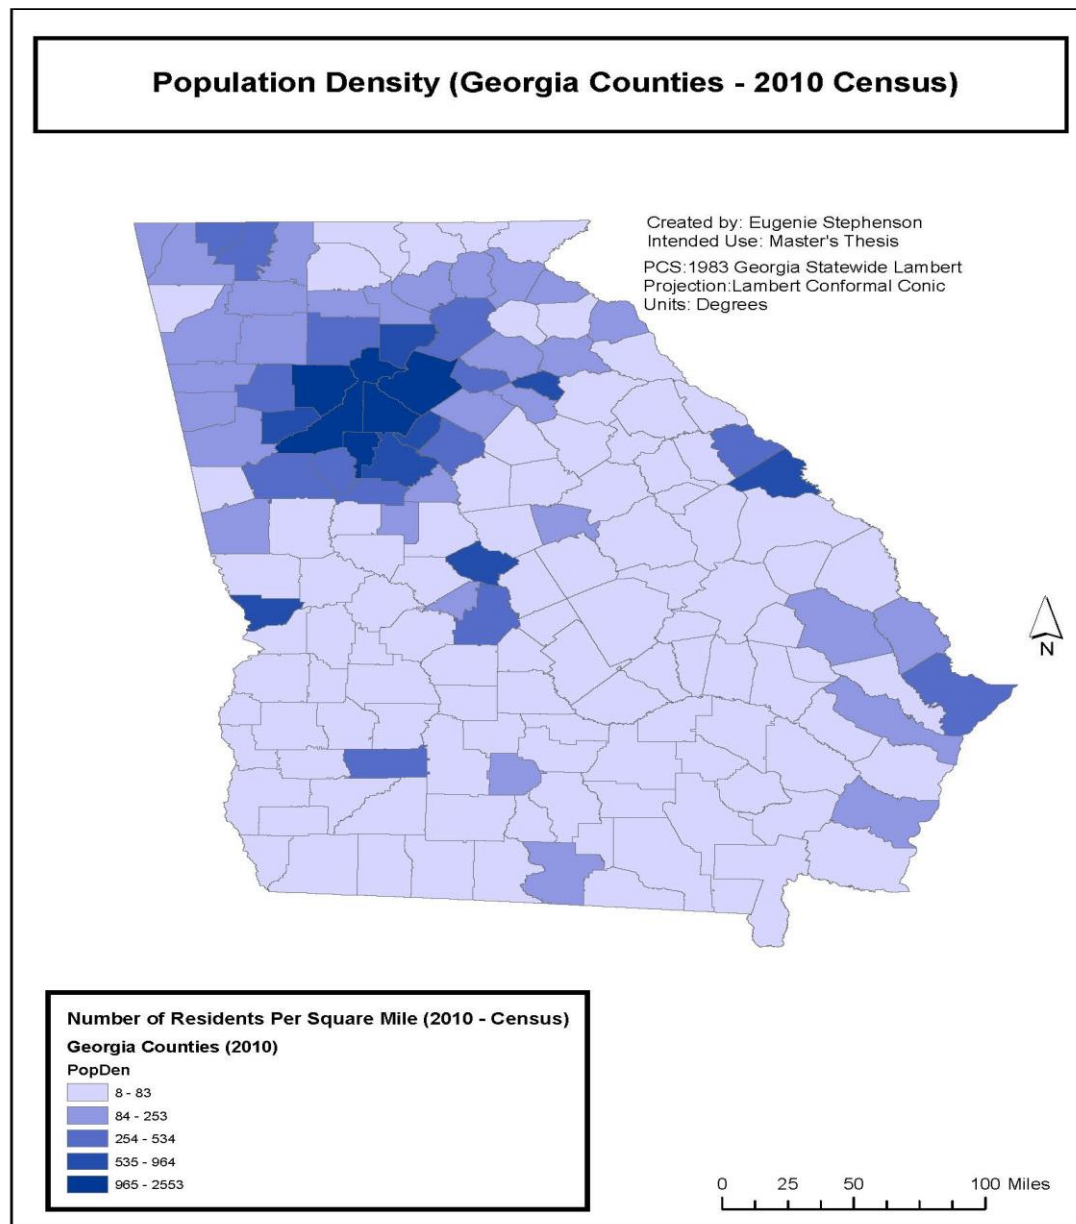 Population Density (Georgia Counties - 2010 Census)
Created by: Eugenie Stephenson
Intended Use: Master's Thesis
PCS:1983 Georgia Statewide Lambert
Projection:Lambert Conformal Conic
Units: Degrees
N
Number of Residents Per Square Mile (2010 - Census)
Georgia Counties (2010)
PopDen
8 - 83
84 - 253
254 - 534
535 - 964
965 - 2553
0 25 50 100 Miles